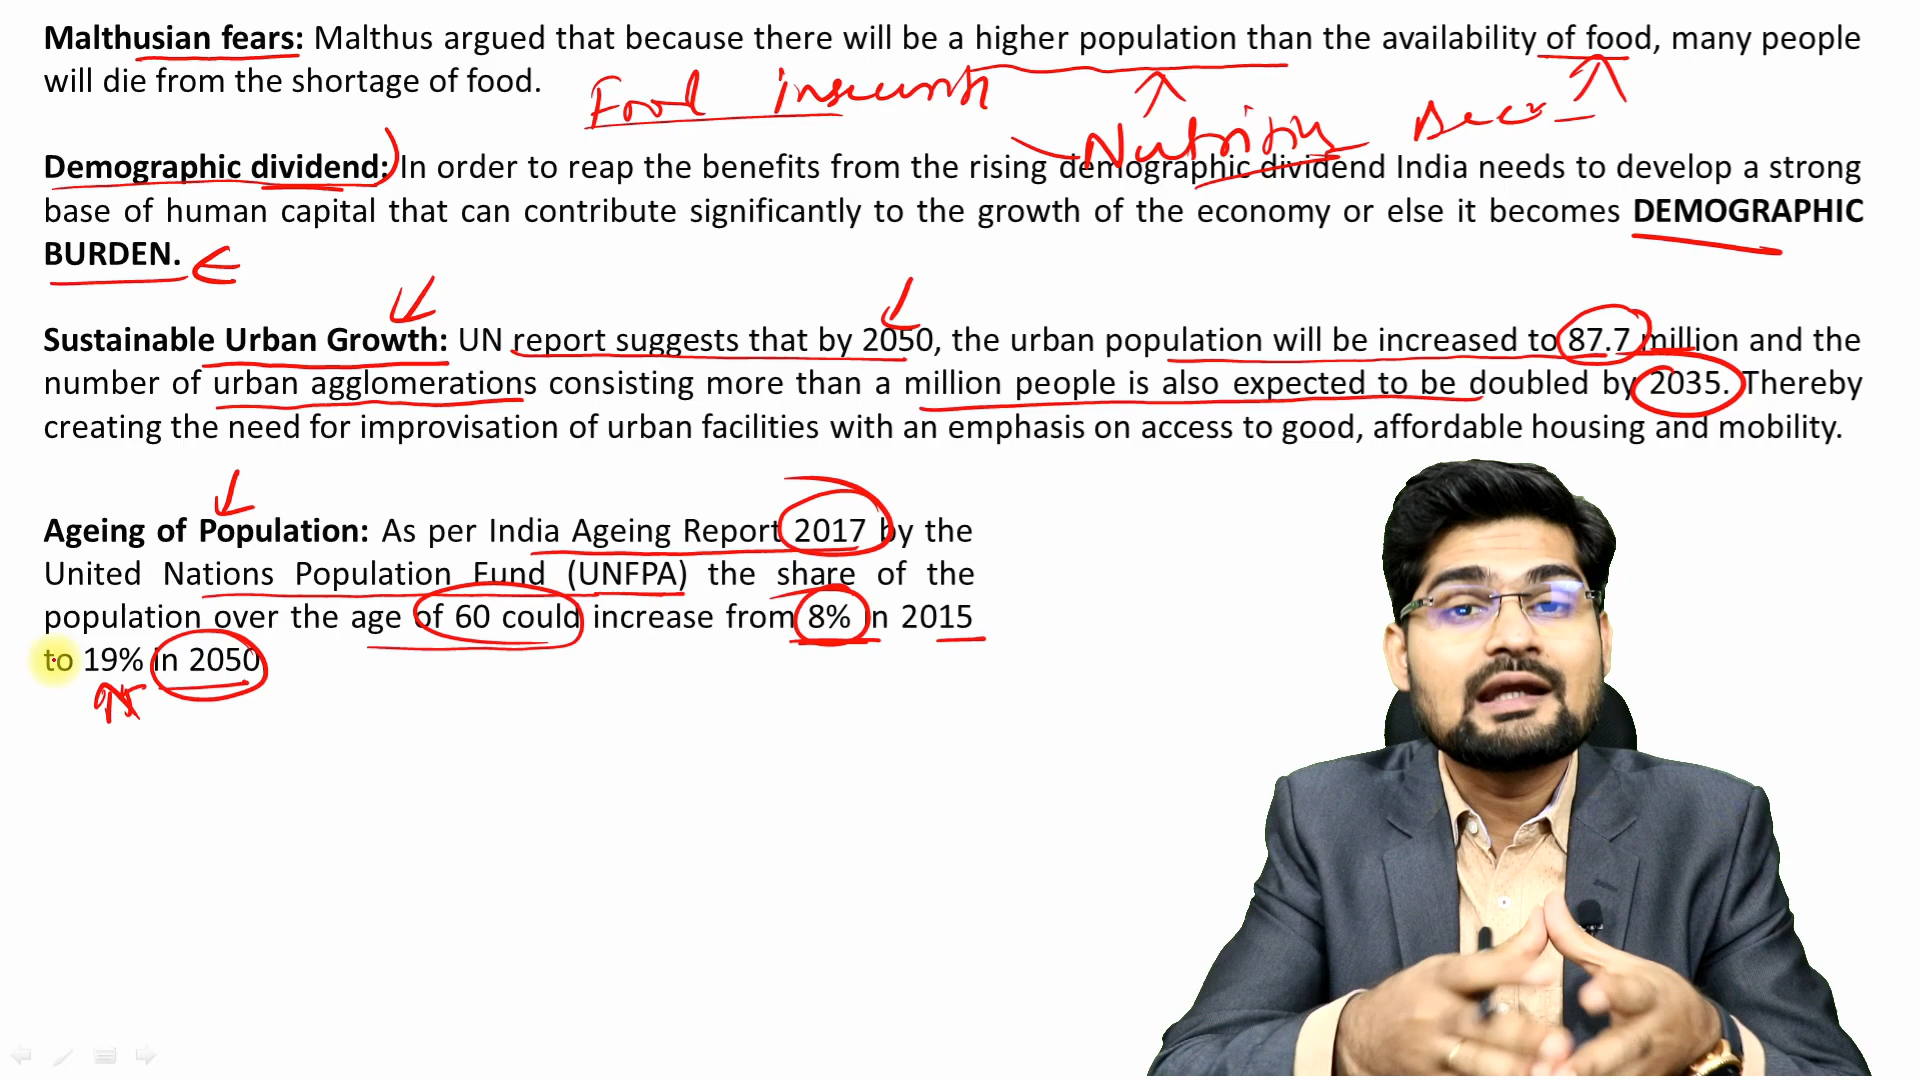 Malthusian fears: Malthus argued that because there will be a higher population than the availability of food, many people
will die from the shortage of food.
Food
Nutrition
Demographic dividend: In order to reap the benefits from the rising demographic dividend India needs to develop a strong
base of human capital that can contribute significantly to the growth of the economy or else it becomes DEMOGRAPHIC
BURDEN.
Sustainable Urban Growth: UN report suggests that by 2050, the urban population will be increased to 87.7 million and the
number of urban agglomerations consisting more than a million people is also expected to be doubled by 2035. Thereby
creating the need for improvisation of urban facilities with an emphasis on access to good, affordable housing and mobility.
Ageing of Population: As per India Ageing Report 2017 by the
United Nations Population Fund (UNFPA) the share of the
population over the age of 60 could increase from 8% in 2015
to 19% in 2050